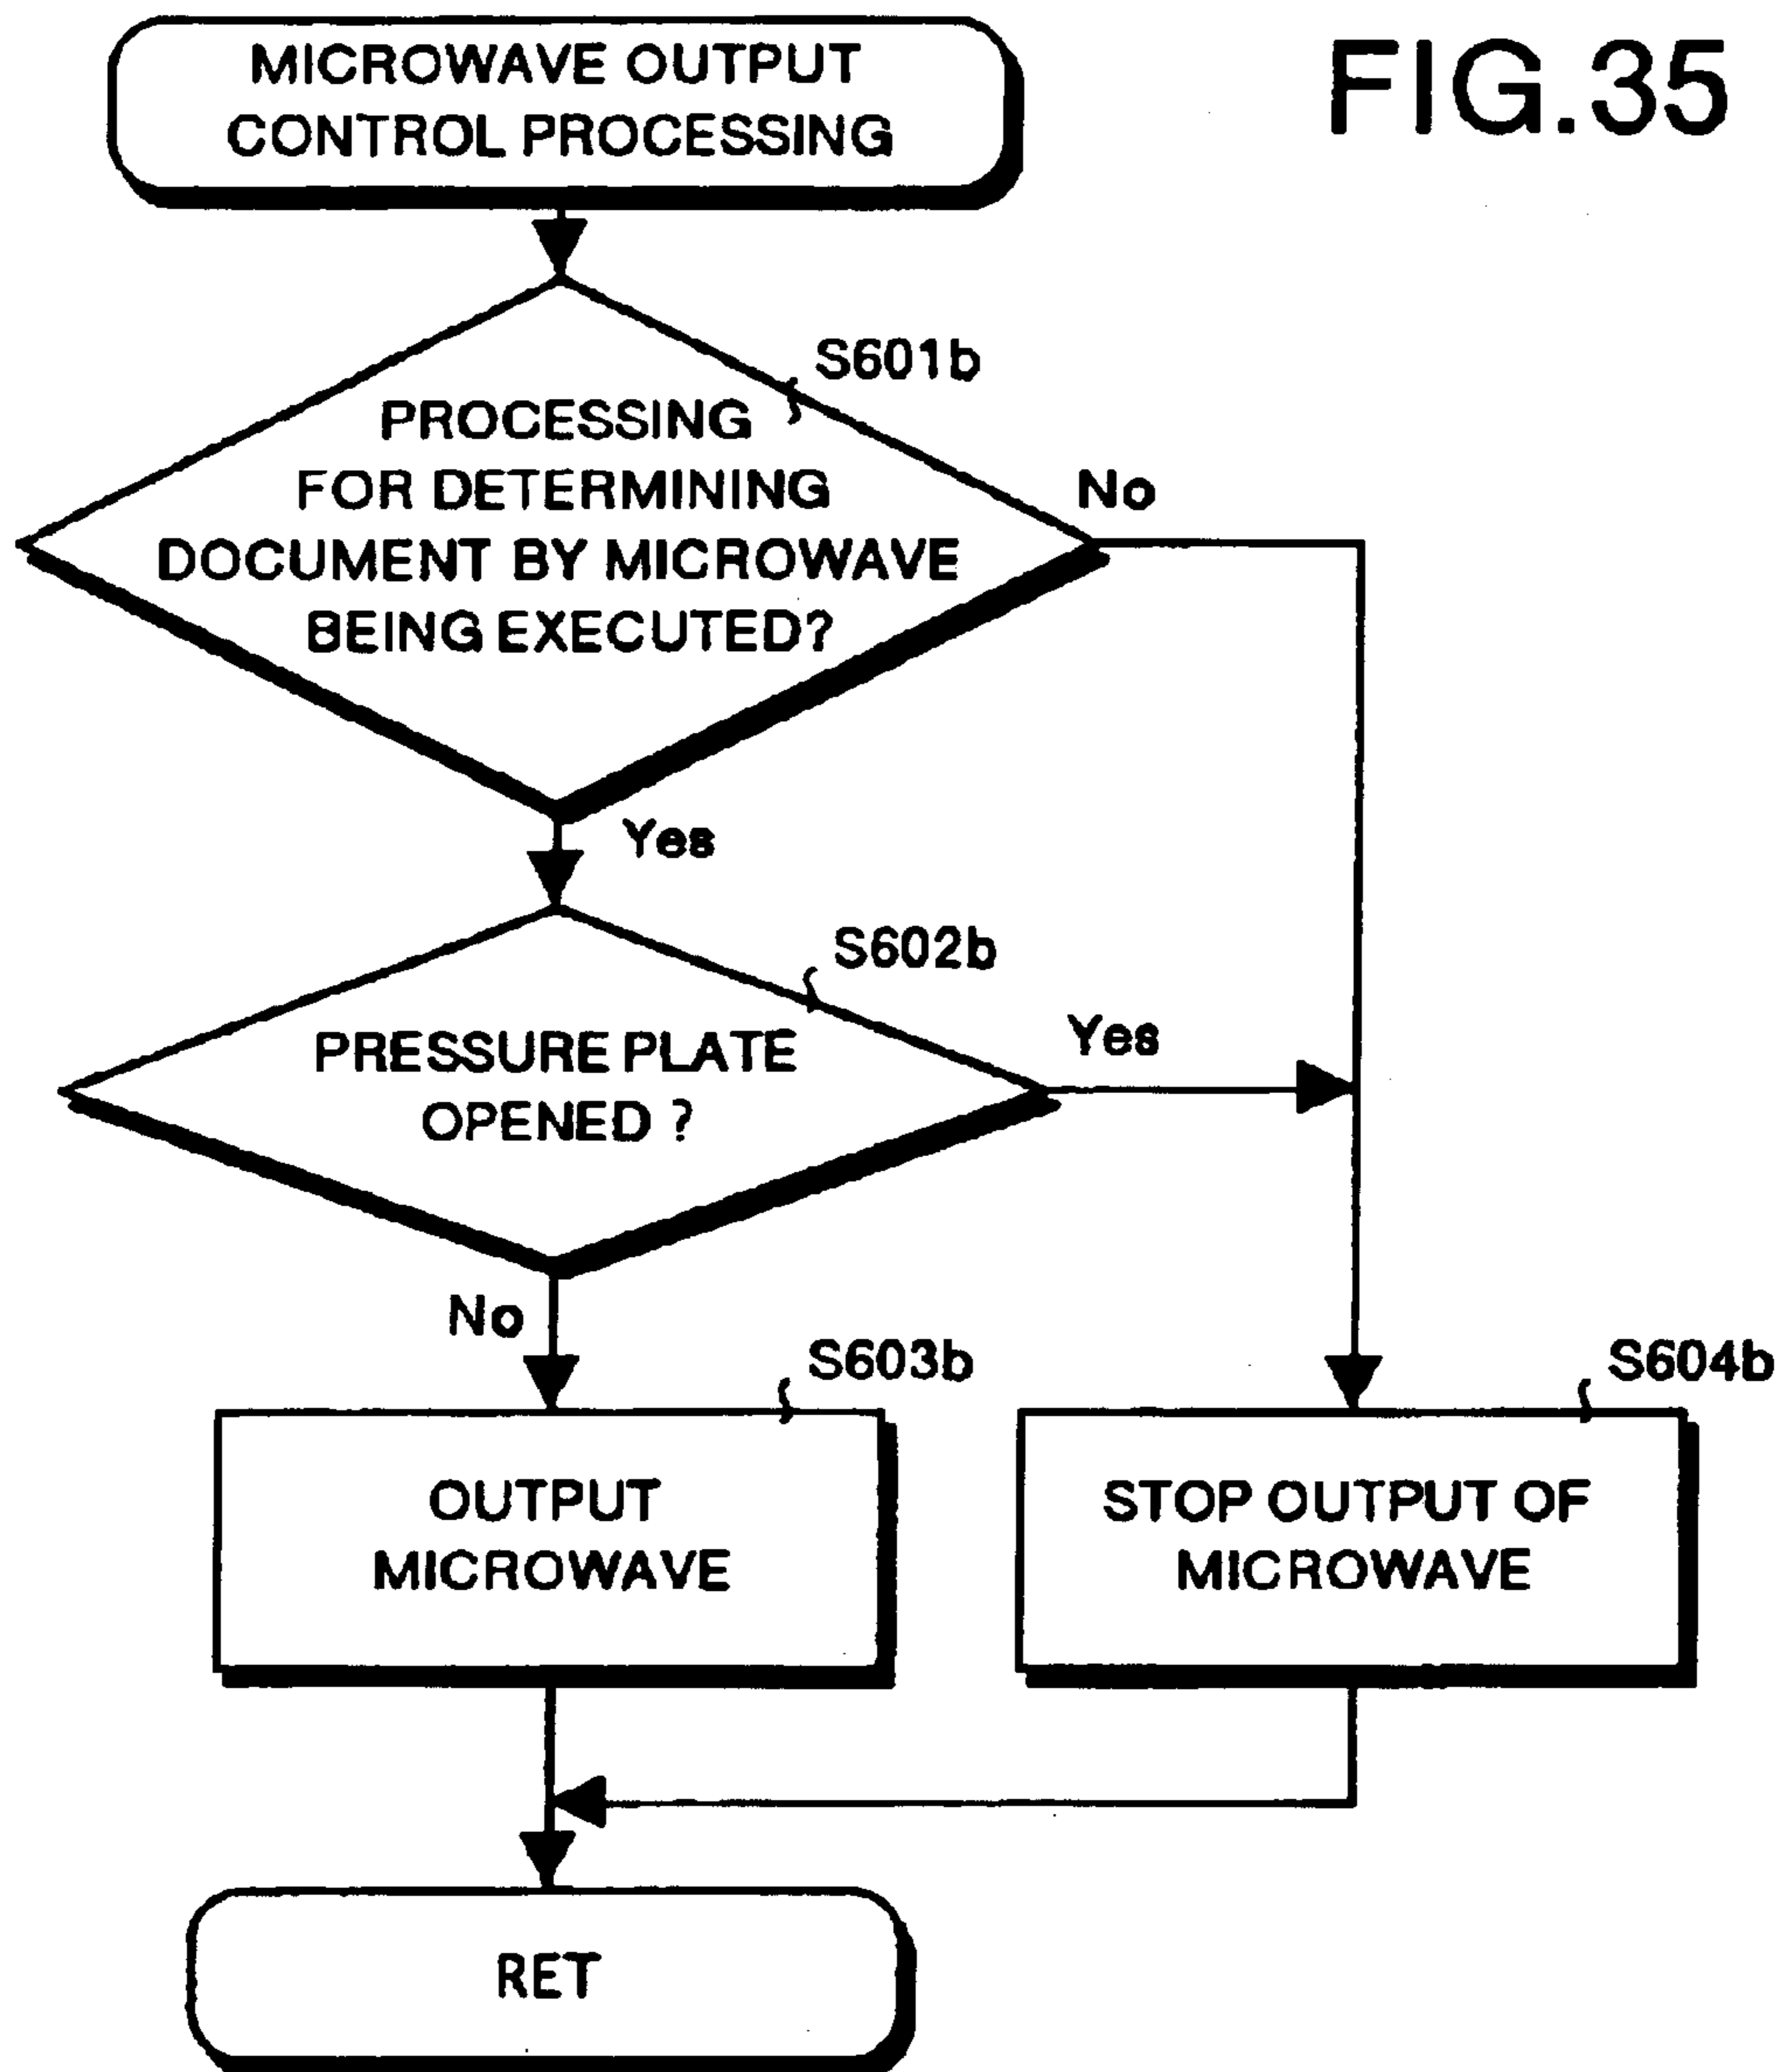 MICROWAVE OUTPUT
CONTROL PROCESSING
FIG.35
S601b
PROCESSING
FOR DETERMINING
DOCUMENT BY MICROWAVE
BEING EXECUTED?
No
Yes
S602b
PRESSURE PLATE
OPENED ?
Yes
No
S603b
OUTPUT
MICROWAVE
S604b
STOP OUTPUT OF
MICROWAVE
RET